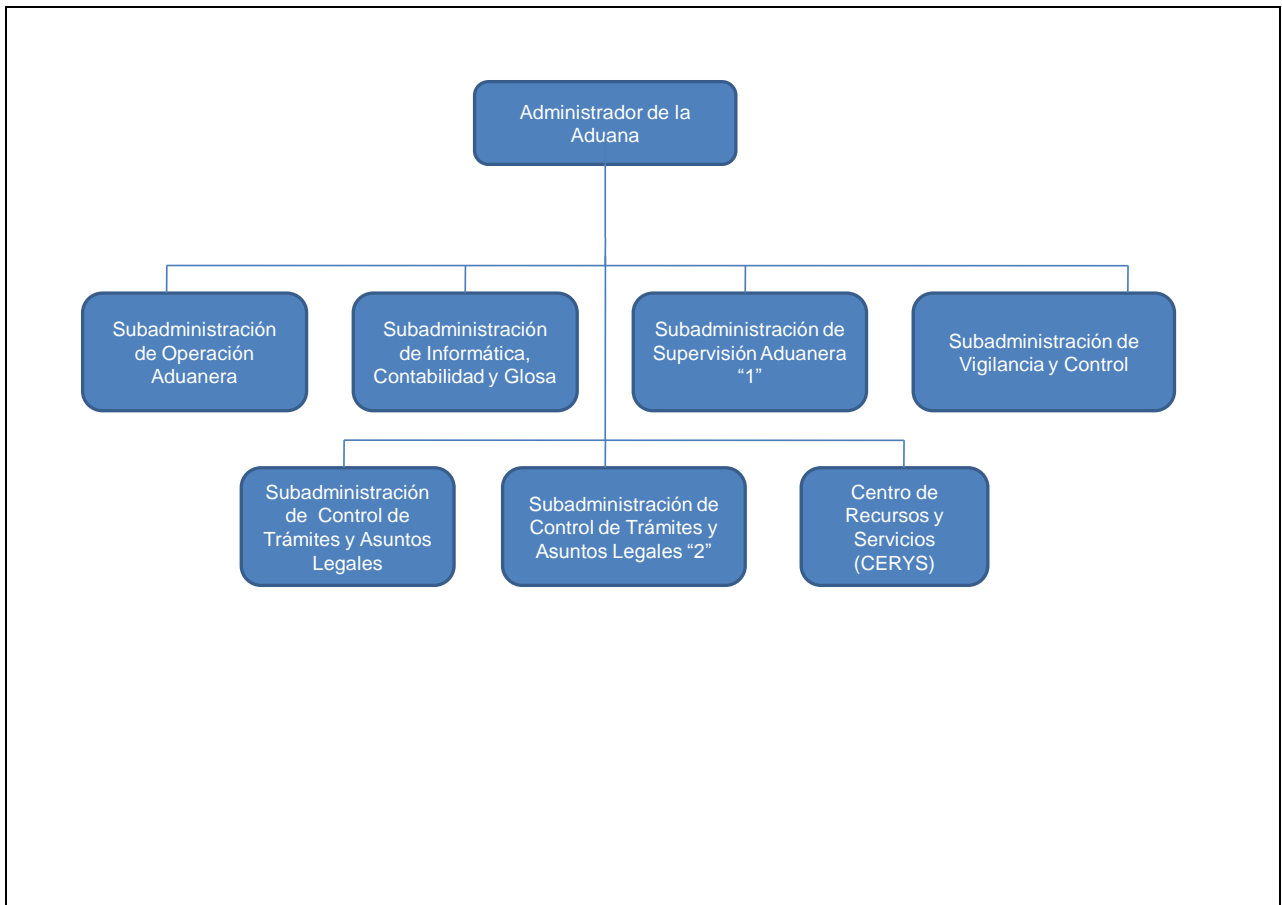 Administrador de la
Aduana
Subadministración
de Operación
Aduanera
Subadministración
de Informática,
Contabilidad y Glosa
Subadministración de
Supervisión Aduanera
“1”
Subadministración de
Vigilancia y Control
Subadministración
de Control de
Trámites y Asuntos
Legales
Subadministración de
Control de Trámites y
Asuntos Legales “2”
Centro de
Recursos y
Servicios
(CERYS)